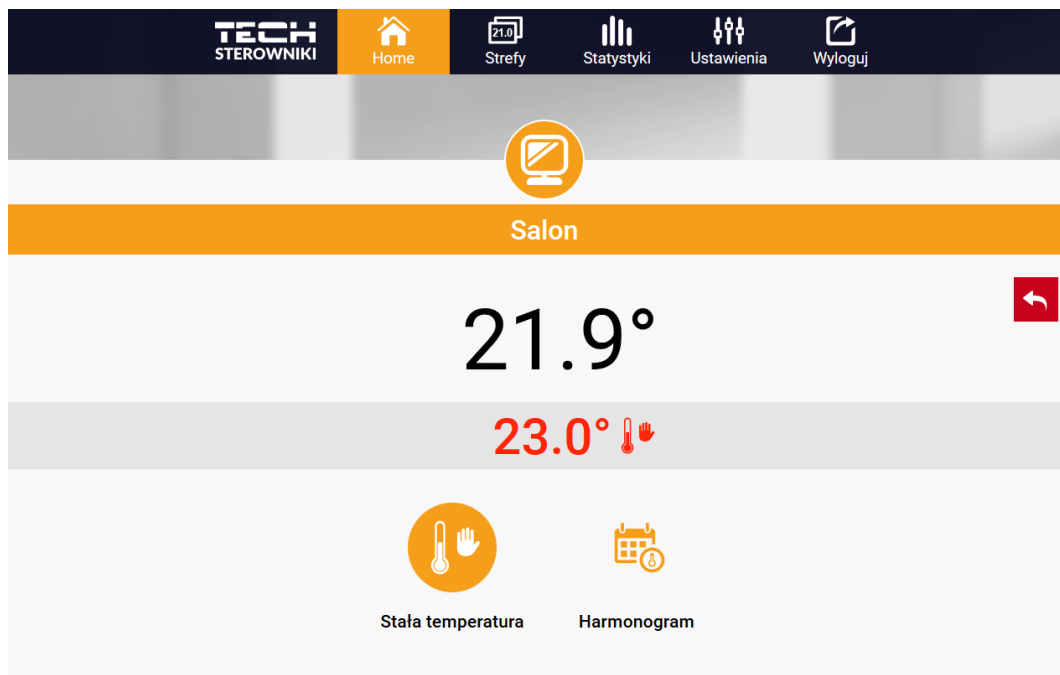 TECH
STEROWNIKI
Home
21.0
Strefy
Statystyki
Ustawienia
Wyloguj
Salon
21.9°
23.0°
Stała temperatura
Harmonogram